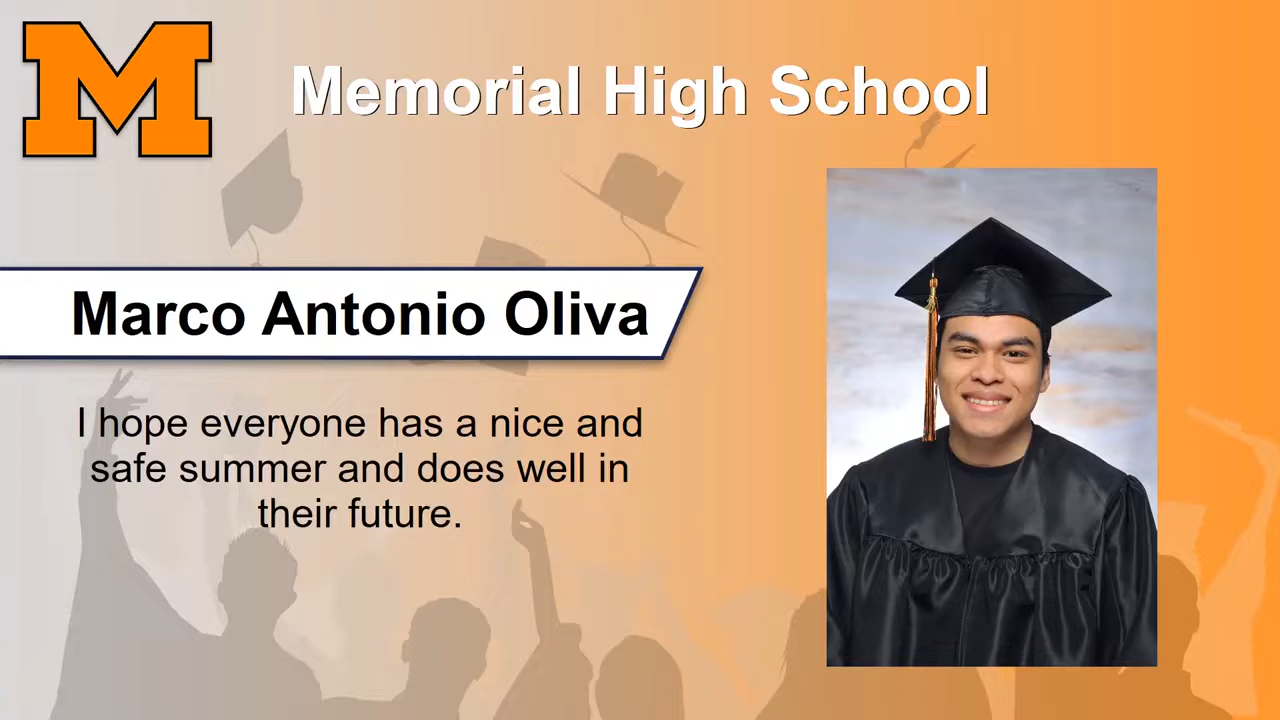 M
Memorial High School
Marco Antonio Oliva
I hope everyone has a nice and
safe summer and does well in
their future.